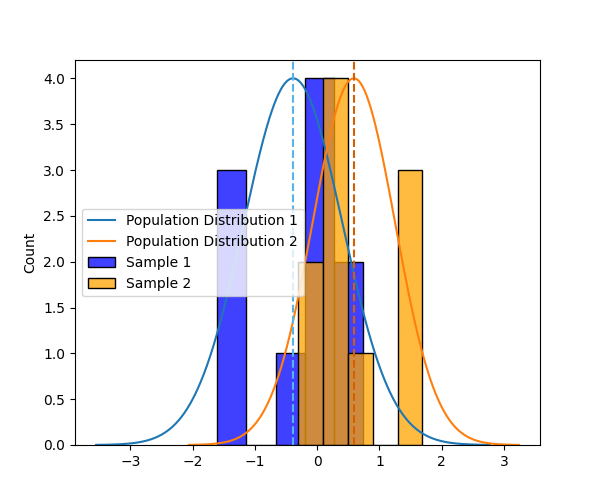 4.0
3.5
3.0
2.5
2.0
1.5
1.0
0.5
0.0
Count
Population Distribution 1
Population Distribution 2
Sample 1
Sample 2
−3 −2 −1 0 1 2 3